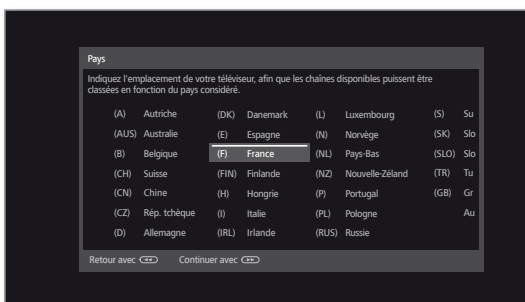 Pays
Indiquez l'emplacement de votre téléviseur, afin que les chaînes disponibles puissent être
classées en fonction du pays considéré.
(A) Autriche (DK) Danemark (L) Luxembourg (S) Su
(AUS) Australie (E) Espagne (N) Norvège (SK) Slo
(B) Belgique (F) France (NL) Pays-Bas (SLO) Slo
(CH) Suisse (FIN) Finlande (NZ) Nouvelle-Zéland (TR) Tu
(CN) Chine (H) Hongrie (P) Portugal (GB) Gr
(CZ) Rép. tchèque (I) Italie (PL) Pologne Au
(D) Allemagne (IRL) Irlande (RUS) Russie
Retour avec Continuer avec